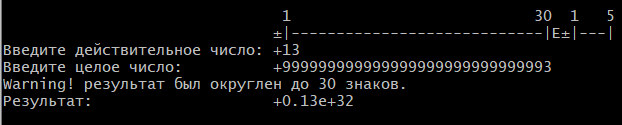 1                           30  1   5
±|----------------------------|E±|---|
Введите действительное число: +13
Введите целое число:          +999999999999999999999999999993
Warning! результат был округлен до 30 знаков.
Результат:                    +0.13e+32